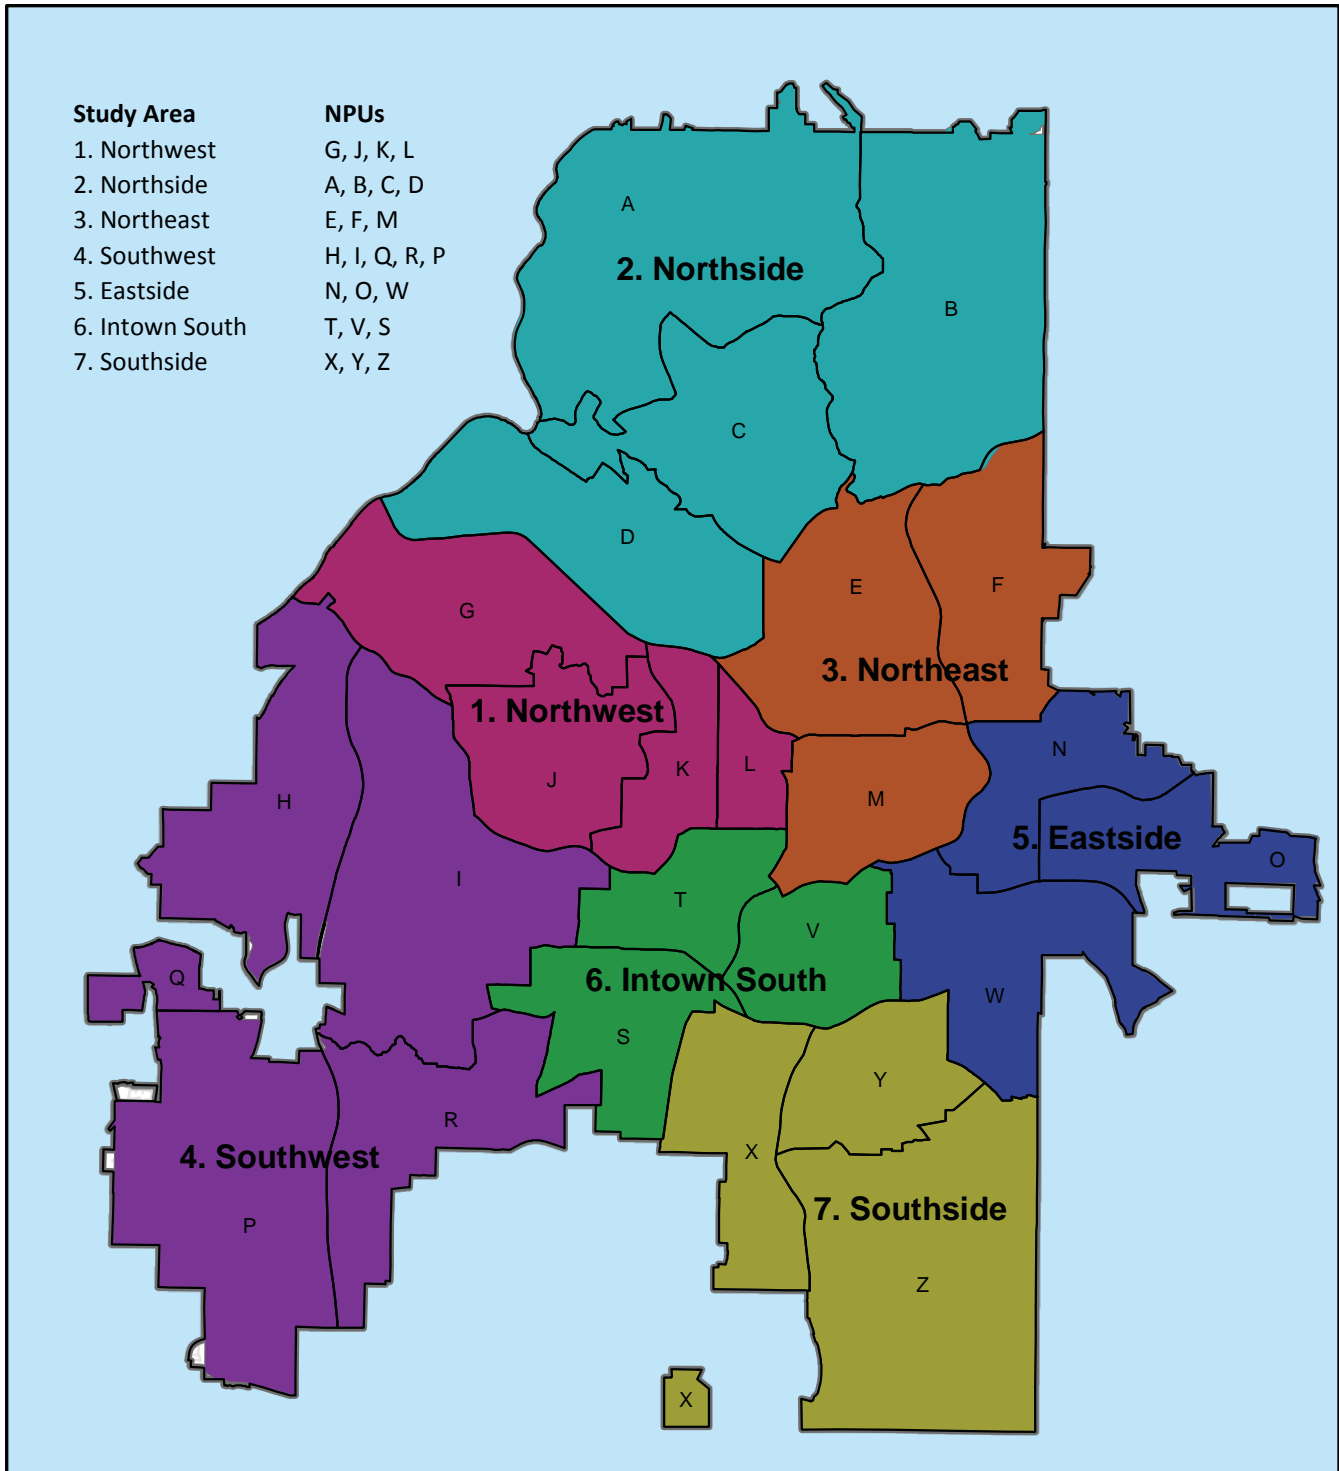 Study Area NPUs
1. Northwest G, J, K, L
2. Northside A, B, C, D
3. Northeast E, F, M
4. Southwest H, I, Q, R, P
5. Eastside N, O, W
6. Intown South T, V, S
7. Southside X, Y, Z
A
2. Northside
B
C
D
E
F
G
3. Northeast
1. Northwest
N
K
L
J
M
H
5. Eastside
O
I
T
V
Q
6. Intown South
W
S
Y
R
X
4. Southwest
7. Southside
P
Z
X